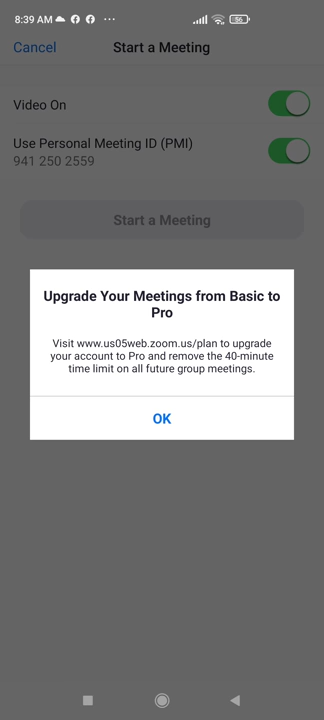 8:39 AM
56
Cancel
Start a Meeting
Video On
Use Personal Meeting ID (PMI)
941 250 2559
Start a Meeting
Upgrade Your Meetings from Basic to
Pro
Visit www.us05web.zoom.us/plan to upgrade
your account to Pro and remove the 40-minute
time limit on all future group meetings.
OK